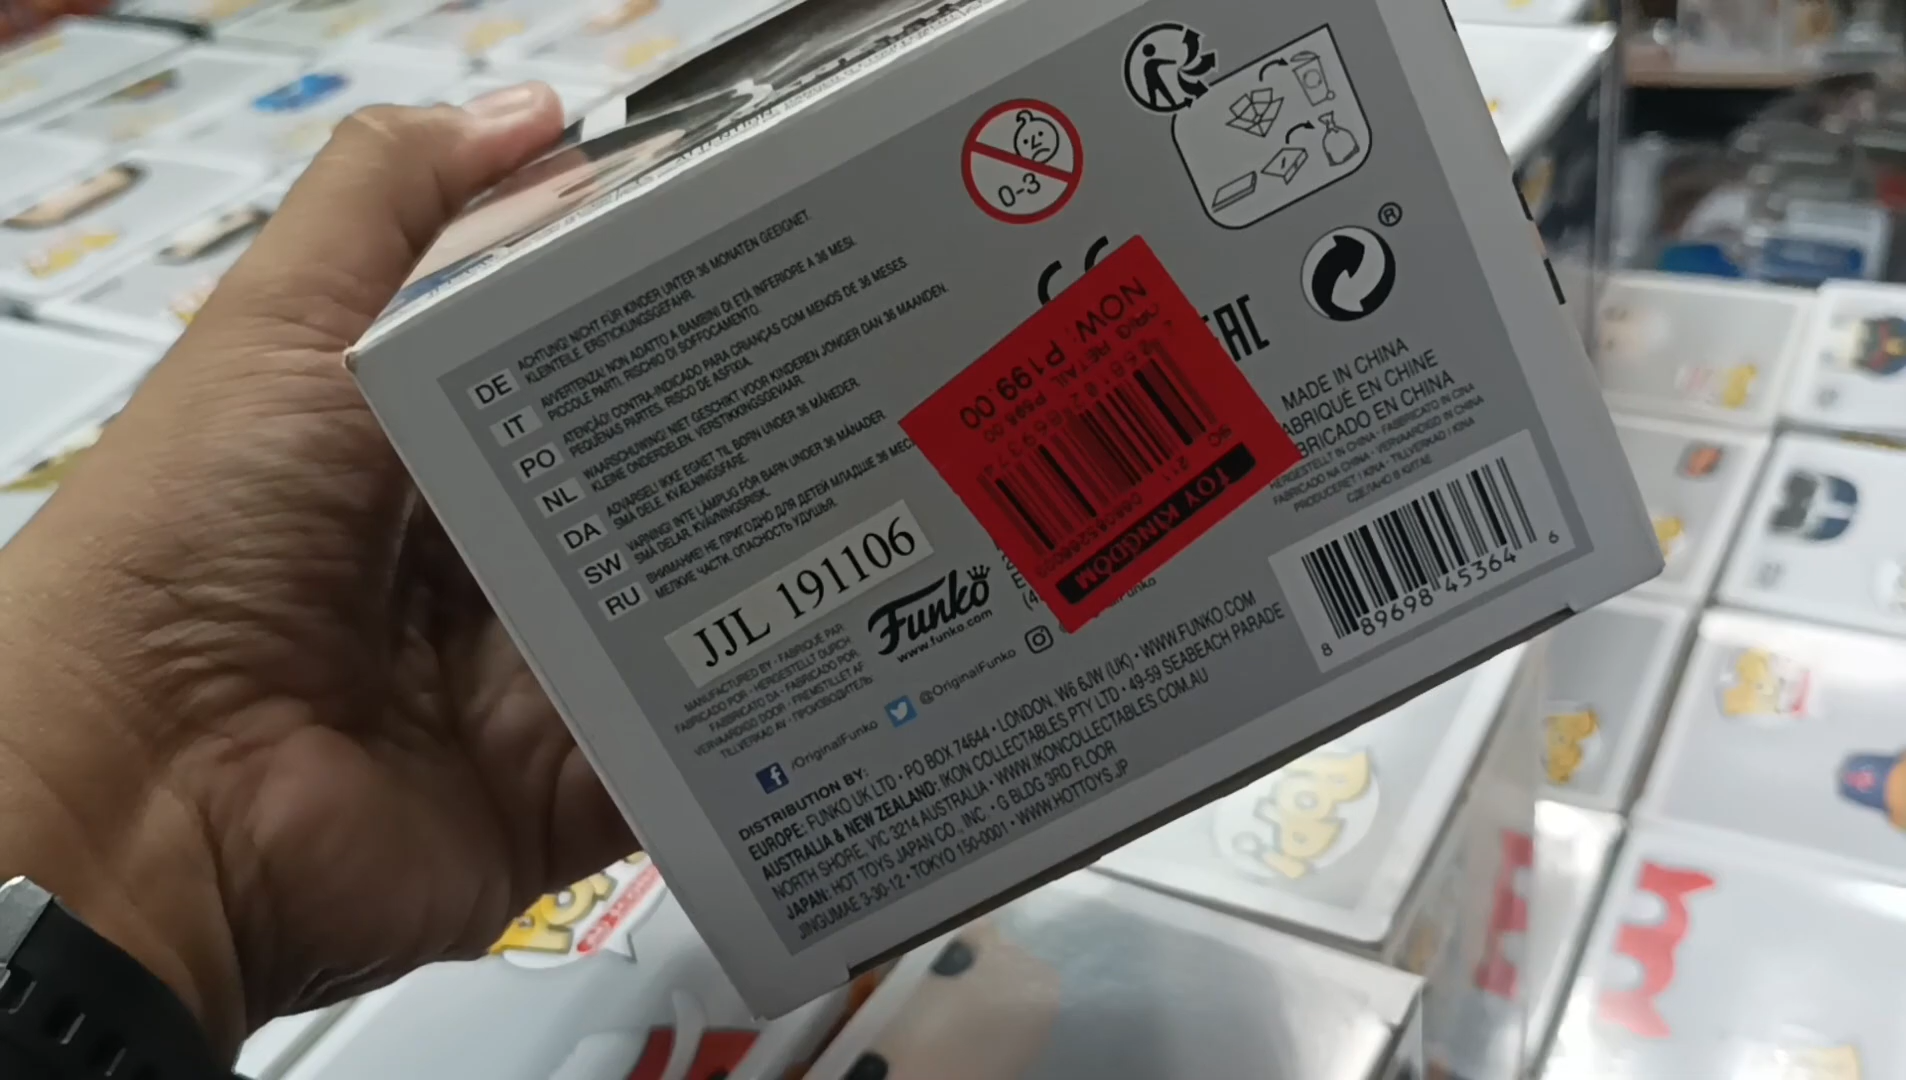 0-3
DE
ACHTUNG! NICHT FÜR KINDER UNTER 36 MONATEN GEEIGNET.
KLEINTEILE. ERSTICKUNGSGEFAHR.
IT
AVVERTENZA! NON ADATTO A BAMBINI DI ETÀ INFERIORE A 36 MESI.
PICCOLE PARTI. RISCHIO DI SOFFOCAMENTO.
PO
ATENÇÃO! CONTRA-INDICADO PARA CRIANÇAS COM MENOS DE 36 MESES.
PEQUENAS PARTES. RISCO DE ASFIXIA.
NL
WAARSCHUWING! NIET GESCHIKT VOOR KINDEREN JONGER DAN 36 MAANDEN.
KLEINE ONDERDELEN. VERSTIKKINGSGEVAAR.
DA
ADVARSEL! IKKE EGNET TIL BØRN UNDER 36 MÅNEDER.
SMÅ DELE. KVÆLNINGSFARE.
SW
VARNING! INTE LÄMPLIG FÖR BARN UNDER 36 MÅNADER.
SMÅ DELAR. KVÄVNINGSRISK.
RU
ВНИМАНИЕ! НЕ ПРИГОДНО ДЛЯ ДЕТЕЙ МЛАДШЕ 36 МЕС
МЕЛКИЕ ЧАСТИ. ОПАСНОСТЬ УДУШЬЯ.
JJL 191106
MANUFACTURED BY · FABRIQUÉ PAR
FABRICADO POR · HERGESTELLT DURCH
FABBRICATO DA · FABRICADO POR
VERVAARDIGD DOOR · FREMSTILLET AF
TILLVERKAD AV · ПРОИЗВОДИТЕЛЬ:
Funko
www.funko.com
/OriginalFunko
@OriginalFunko
DISTRIBUTION BY:
EUROPE: FUNKO UK LTD · PO BOX 74644 · LONDON, W6 6JW (UK) · WWW.FUNKO.COM
AUSTRALIA & NEW ZEALAND: IKON COLLECTABLES PTY LTD · 49-59 SEABEACH PARADE
NORTH SHORE, VIC 3214 AUSTRALIA · WWW.IKONCOLLECTABLES.COM.AU
JAPAN: HOT TOYS JAPAN CO., INC. · G BLDG 3RD FLOOR
JINGUMAE 3-30-12 · TOKYO 150-0001 · WWW.HOTTOYS.JP
TOY KINGDOM
ORIG RETAIL P598.00
NOW: P199.00
CE
EAC
®
MADE IN CHINA
ABRIQUÉ EN CHINE
BRICADO EN CHINA
HERGESTELLT IN CHINA · FABBRICATO IN CINA
FABRICADO NA CHINA · VERVAARDIGD IN CHINA
PRODUCERET I KINA · TILLVERKAD I KINA
СДЕЛАНО В КИТАЕ
8 89698 45364 6
POP!